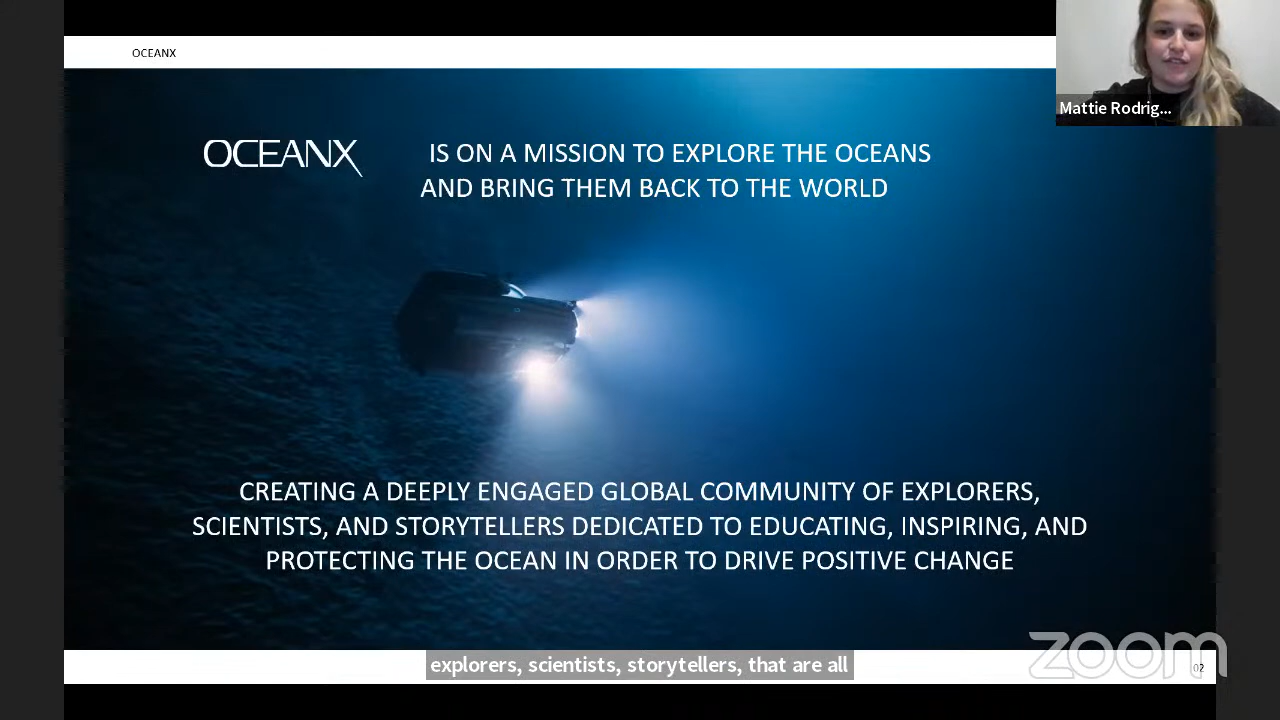 OCEANX
Mattie Rodrig...
OCEANX IS ON A MISSION TO EXPLORE THE OCEANS
AND BRING THEM BACK TO THE WORLD
CREATING A DEEPLY ENGAGED GLOBAL COMMUNITY OF EXPLORERS,
SCIENTISTS, AND STORYTELLERS DEDICATED TO EDUCATING, INSPIRING, AND
PROTECTING THE OCEAN IN ORDER TO DRIVE POSITIVE CHANGE
explorers, scientists, storytellers, that are all
zoom
02